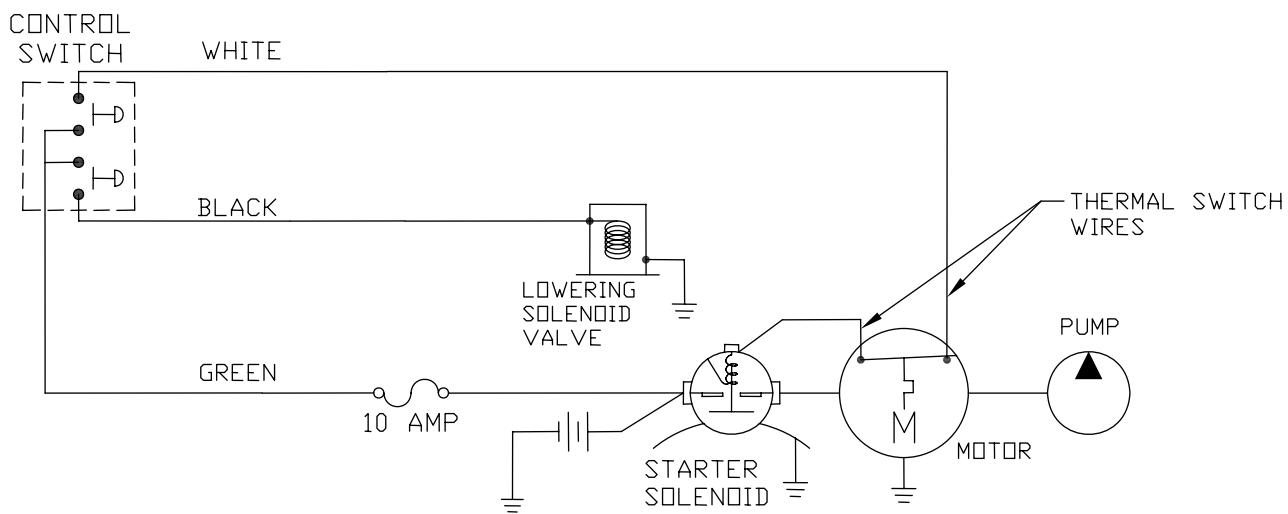 CONTROL
SWITCH
WHITE
BLACK
THERMAL SWITCH
WIRES
LOWERING
SOLENOID
VALVE
PUMP
GREEN
10 AMP
M
MOTOR
STARTER
SOLENOID